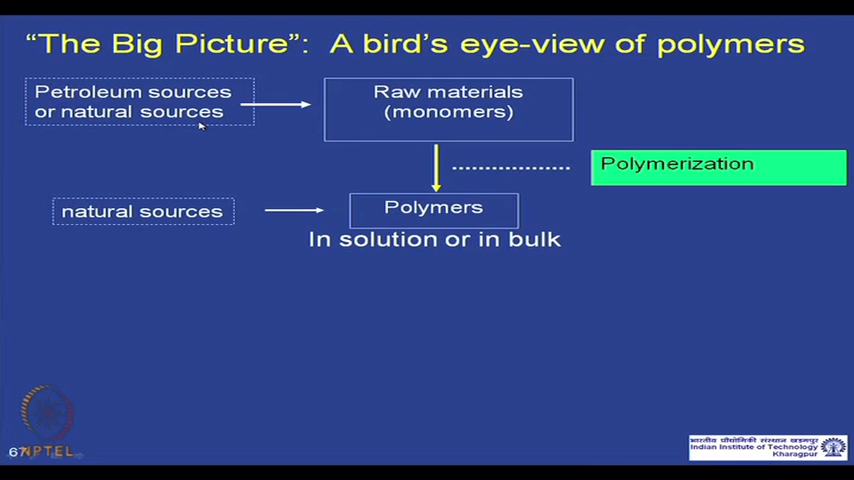 “The Big Picture”: A bird’s eye-view of polymers
Petroleum sources
or natural sources
Raw materials
(monomers)
Polymerization
natural sources
Polymers
In solution or in bulk
67
NPTEL
भारतीय प्रौद्योगिकी संस्थान खड़गपुर
Indian Institute of Technology
Kharagpur